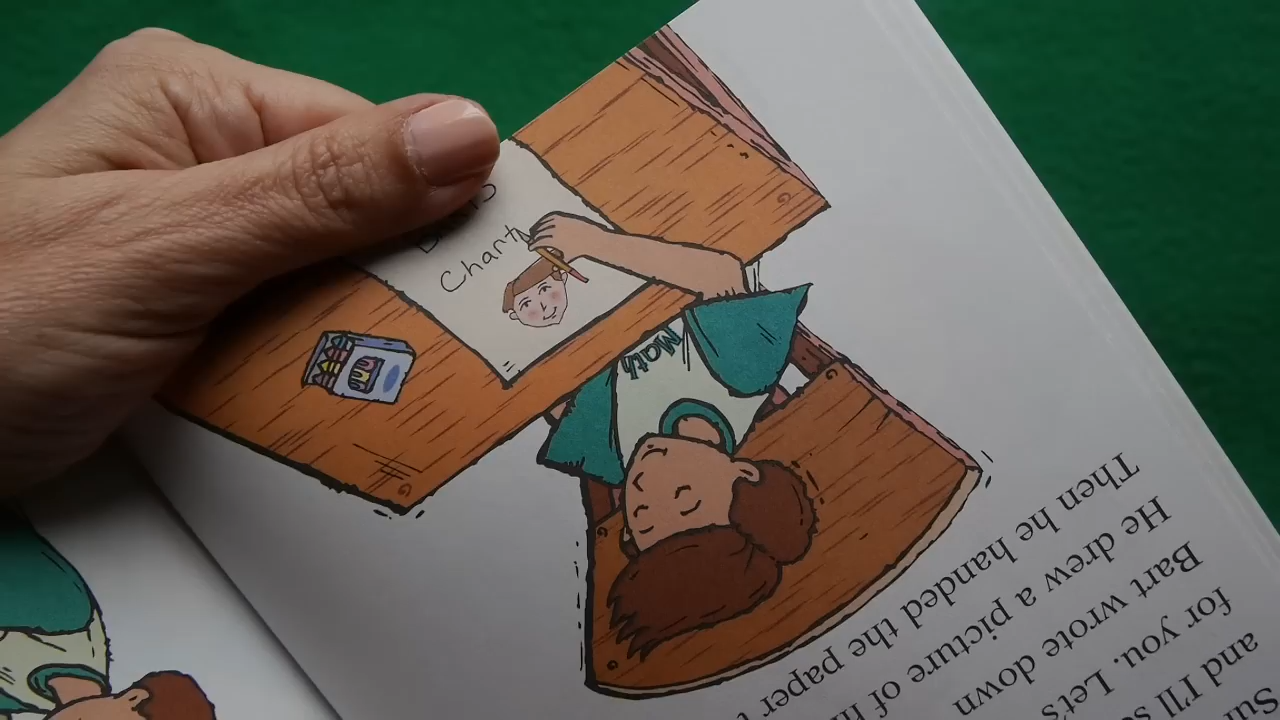 and I'll
for you. Let's
Bart wrote down
He drew a picture of
Then he handed the paper
Math
Chart